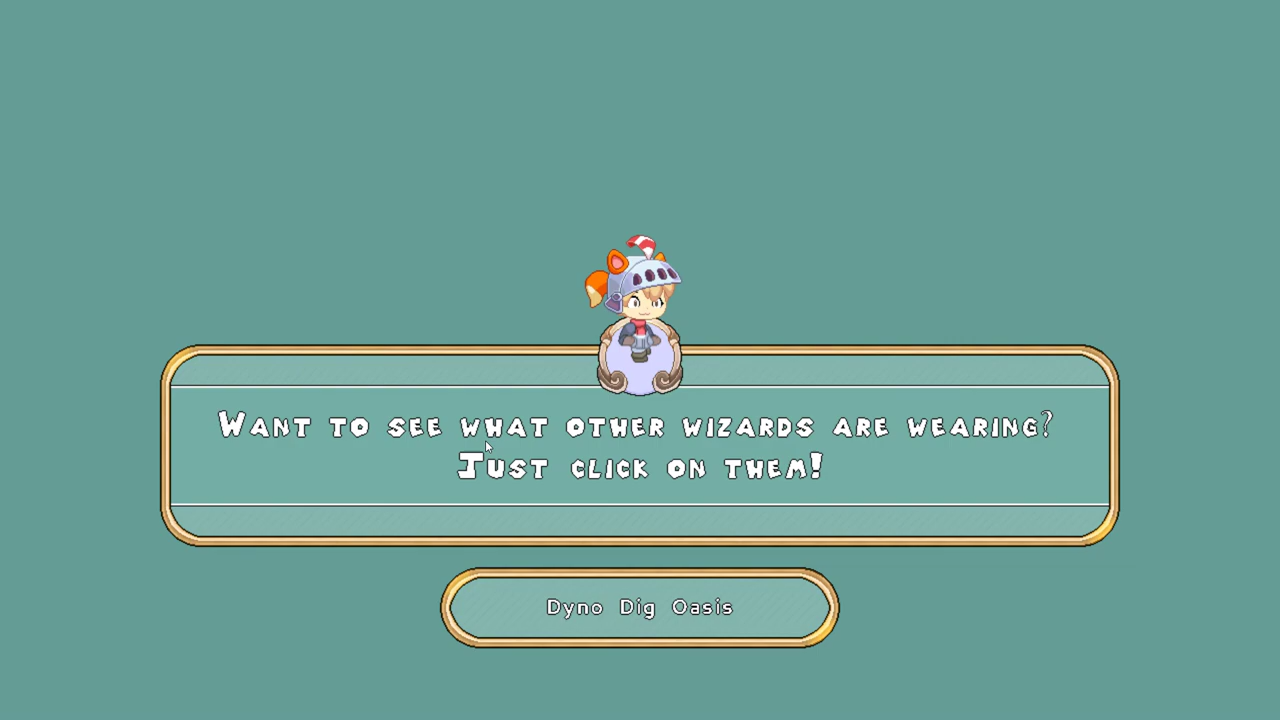 Want to see what other wizards are wearing?
Just click on them!
Dyno Dig Oasis